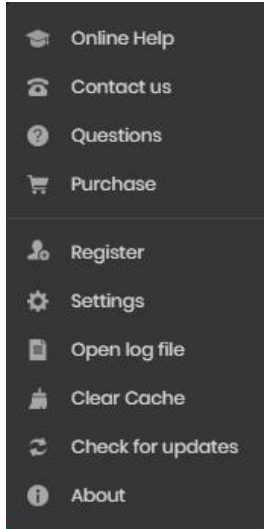 Online Help
Contact us
Questions
Purchase
Register
Settings
Open log file
Clear Cache
Check for updates
About